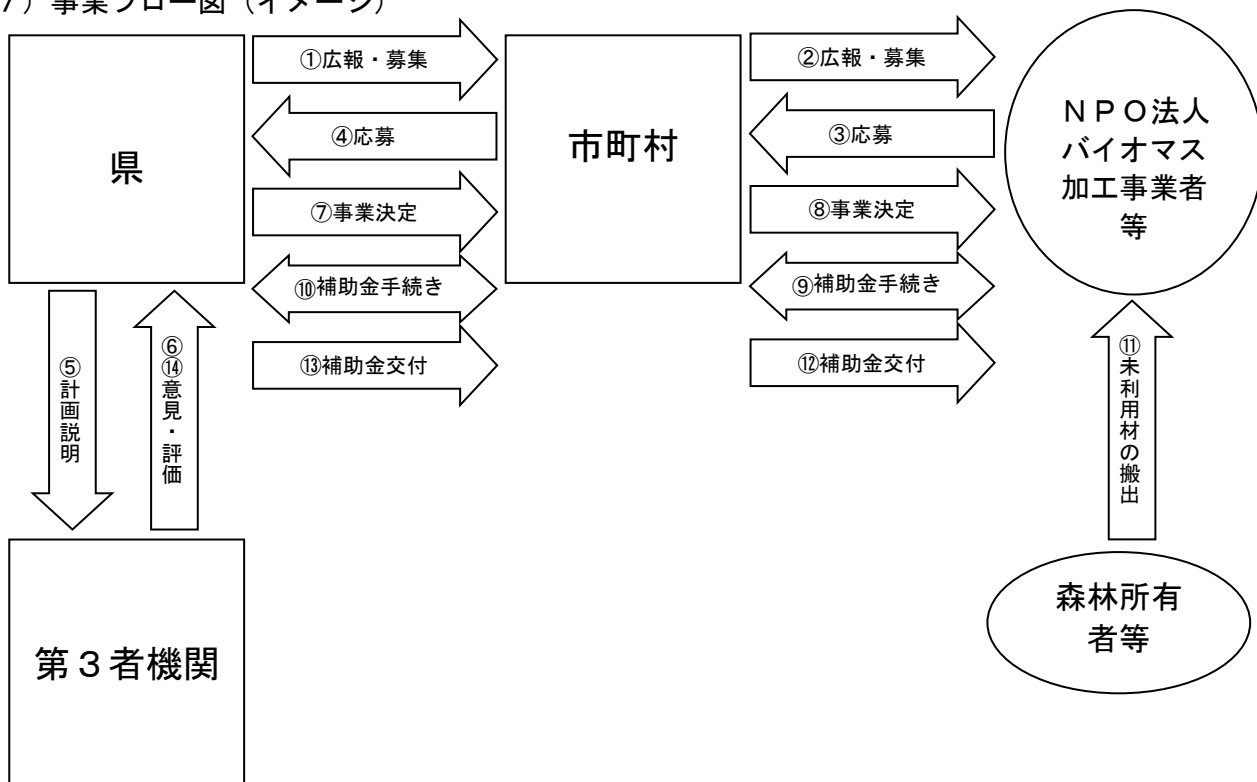 ７）事業フロー図（イメージ）
①広報・募集
②広報・募集
県
市町村
ＮＰＯ法人
バイオマス
加工事業者
等
④応募
③応募
⑦事業決定
⑧事業決定
⑩補助金手続き
⑨補助金手続き
⑬補助金交付
⑫補助金交付
⑤計画説明
⑥⑭意見・評価
⑪未利用材の搬出
第３者機関
森林所有
者等